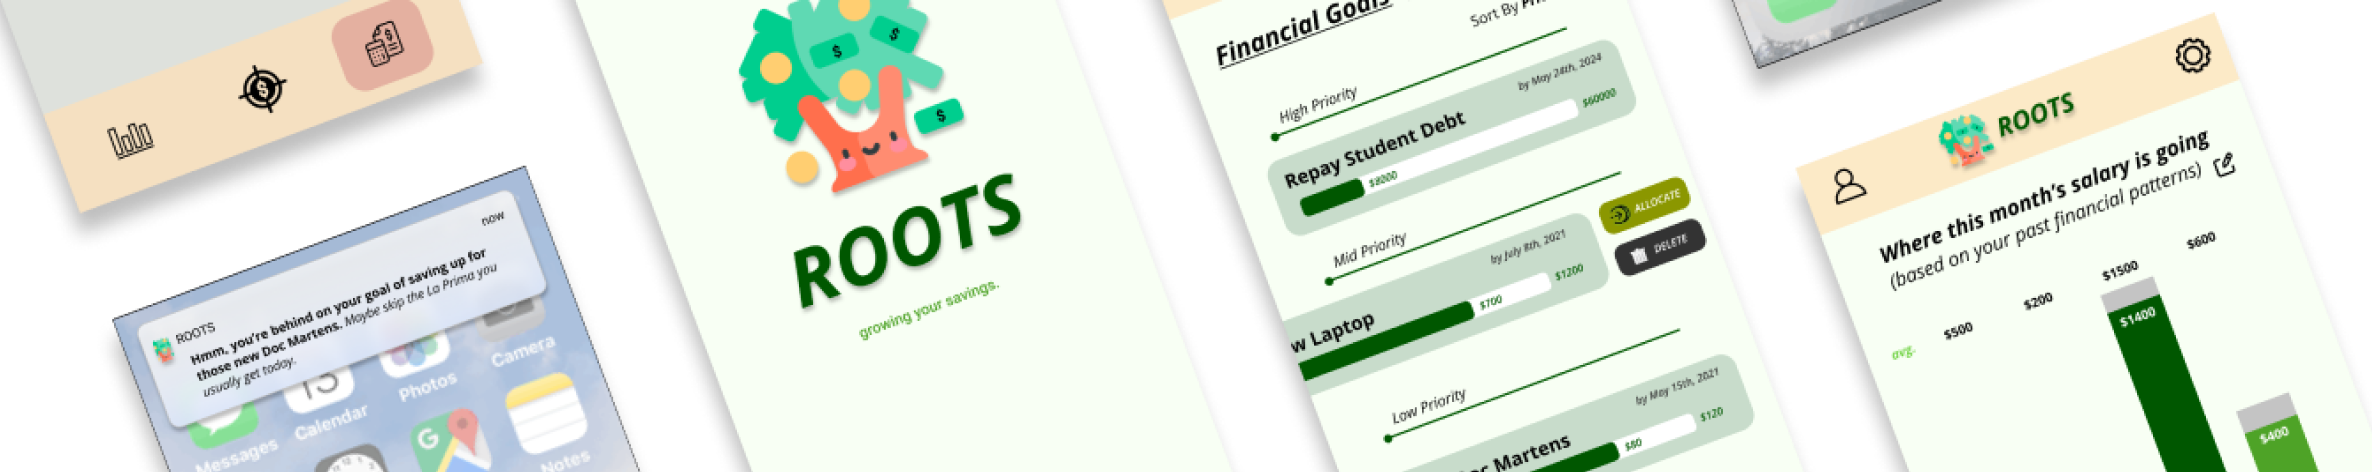 now
ROOTS
Hmm, you're behind on your goal of saving up for
those new Doc Martens. Maybe skip the La Prima you
usually get today.
Messages
Calendar
Photos
Camera
Notes
ROOTS
growing your savings.
Financial Goals
Sort By
High Priority
by May 24th, 2024
Repay Student Debt
$8000
$60000
Mid Priority
by July 8th, 2021
w Laptop
$700
$1200
ALLOCATE
DELETE
Low Priority
by May 15th, 2021
oc Martens
$80
$120
ROOTS
Where this month's salary is going
(based on your past financial patterns)
avg.
$500
$200
$1500
$600
$1400
$400